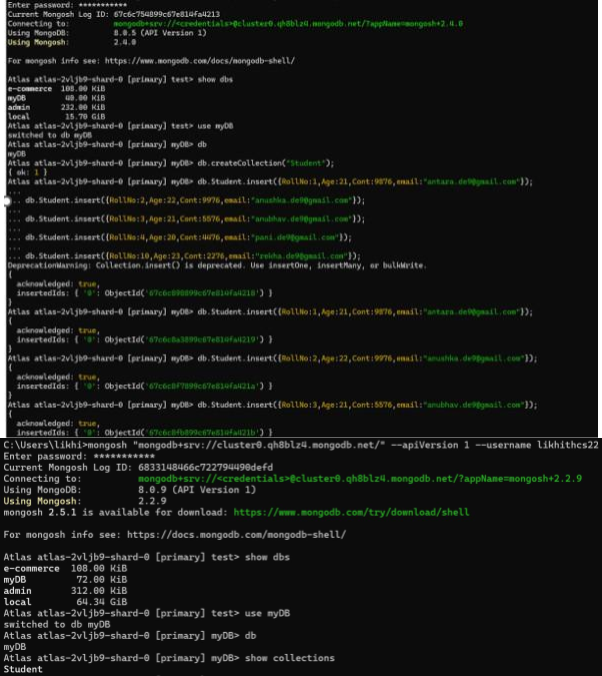 Enter password: ***********
Current Mongosh Log ID: 67c6c754899c67e814fa4213
Connecting to: mongodb+srv://<credentials>@cluster0.qh8blz4.mongodb.net/?appName=mongosh+2.4.0
Using MongoDB: 8.0.5 (API Version 1)
Using Mongosh: 2.4.0
For mongosh info see: https://www.mongodb.com/docs/mongodb-shell/
Atlas atlas-2vljb9-shard-0 [primary] test> show dbs
e-commerce 108.00 KiB
myDB 40.00 KiB
admin 232.00 KiB
local 15.70 GiB
Atlas atlas-2vljb9-shard-0 [primary] test> use myDB
switched to db myDB
Atlas atlas-2vljb9-shard-0 [primary] myDB> db
myDB
Atlas atlas-2vljb9-shard-0 [primary] myDB> db.createCollection("Student");
{ ok: 1 }
Atlas atlas-2vljb9-shard-0 [primary] myDB> db.Student.insert({RollNo:1,Age:21,Cont:9876,email:"antara.de9@gmail.com"});
...
... db.Student.insert({RollNo:2,Age:22,Cont:9976,email:"anushka.de9@gmail.com"});
...
... db.Student.insert({RollNo:3,Age:21,Cont:5576,email:"anubhav.de9@gmail.com"});
...
... db.Student.insert({RollNo:4,Age:20,Cont:4476,email:"pani.de9@gmail.com"});
...
... db.Student.insert({RollNo:10,Age:23,Cont:2276,email:"rekha.de9@gmail.com"});
DeprecationWarning: Collection.insert() is deprecated. Use insertOne, insertMany, or bulkWrite.
{
acknowledged: true,
insertedIds: { '0': ObjectId( ) }
}
Atlas atlas-2vljb9-shard-0 [primary] myDB> db.Student.insert({RollNo:1,Age:21,Cont:9876,email:"antara.de9@gmail.com"});
{
acknowledged: true,
insertedIds: { '0': ObjectId('67c6c8a3899c67e814fa4219') }
}
Atlas atlas-2vljb9-shard-0 [primary] myDB> db.Student.insert({RollNo:2,Age:22,Cont:9976,email:"anushka.de9@gmail.com"});
{
acknowledged: true,
insertedIds: { '0': ObjectId('67c6c8f7899c67e814fa421a') }
}
Atlas atlas-2vljb9-shard-0 [primary] myDB> db.Student.insert({RollNo:3,Age:21,Cont:5576,email:"anubhav.de9@gmail.com"});
{
acknowledged: true,
insertedIds: { '0': ObjectId('67c6c8fb899c67e814fa421b') }
C:\Users\likhi>mongosh "mongodb+srv://cluster0.qh8blz4.mongodb.net/" --apiVersion 1 --username likhithcs22
Enter password: ***********
Current Mongosh Log ID: 6833148466c722794490defd
Connecting to: mongodb+srv://<credentials>@cluster0.qh8blz4.mongodb.net/?appName=mongosh+2.2.9
Using MongoDB: 8.0.9 (API Version 1)
Using Mongosh: 2.2.9
mongosh 2.5.1 is available for download: https://www.mongodb.com/try/download/shell
For mongosh info see: https://docs.mongodb.com/mongodb-shell/
Atlas atlas-2vljb9-shard-0 [primary] test> show dbs
e-commerce 108.00 KiB
myDB 72.00 KiB
admin 312.00 KiB
local 64.34 GiB
Atlas atlas-2vljb9-shard-0 [primary] test> use myDB
switched to db myDB
Atlas atlas-2vljb9-shard-0 [primary] myDB> db
myDB
Atlas atlas-2vljb9-shard-0 [primary] myDB> show collections
Student